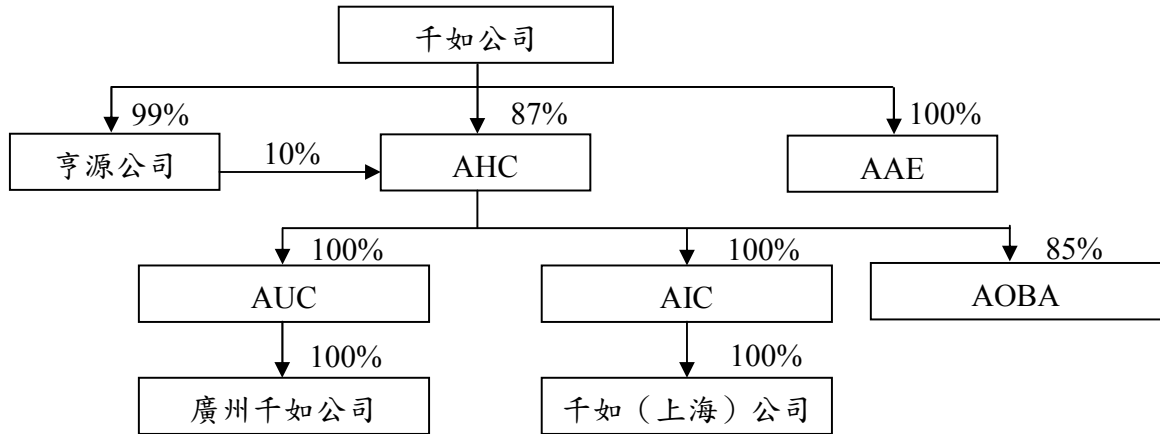 千如公司
99%
87%
100%
亨源公司
10%
AHC
AAE
100%
100%
85%
AUC
AIC
AOBA
100%
100%
廣州千如公司
千如（上海）公司